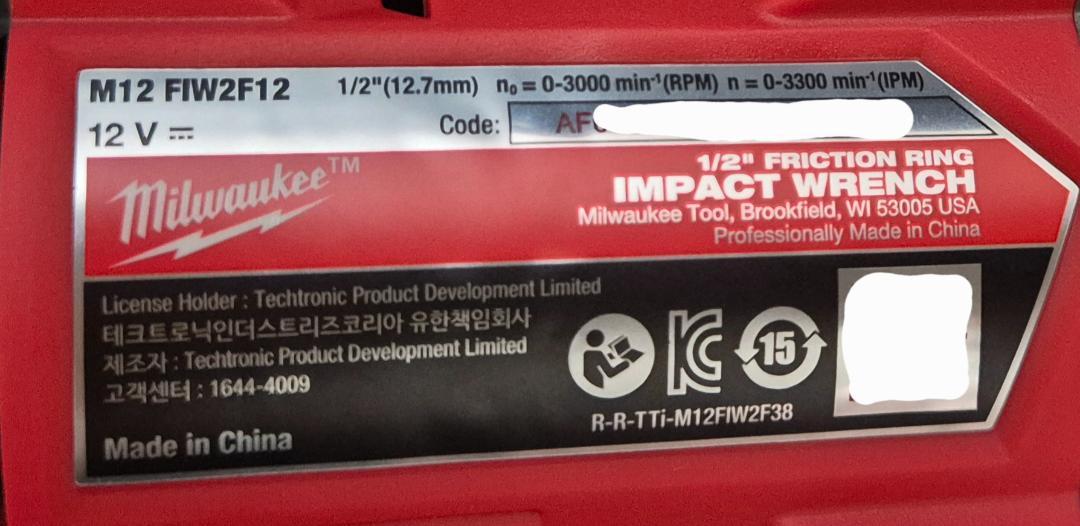 M12 FIW2F12 1/2"(12.7mm) n₀ = 0-3000 min⁻¹(RPM) n = 0-3300 min⁻¹(IPM)
12 V ⎓ Code: AF
Milwaukee™
1/2" FRICTION RING
IMPACT WRENCH
Milwaukee Tool, Brookfield, WI 53005 USA
Professionally Made in China
License Holder : Techtronic Product Development Limited
테크트로닉인더스트리즈코리아 유한책임회사
제조자 : Techtronic Product Development Limited
고객센터 : 1644-4009
Made in China
KC
15
R-R-TTi-M12FIW2F38